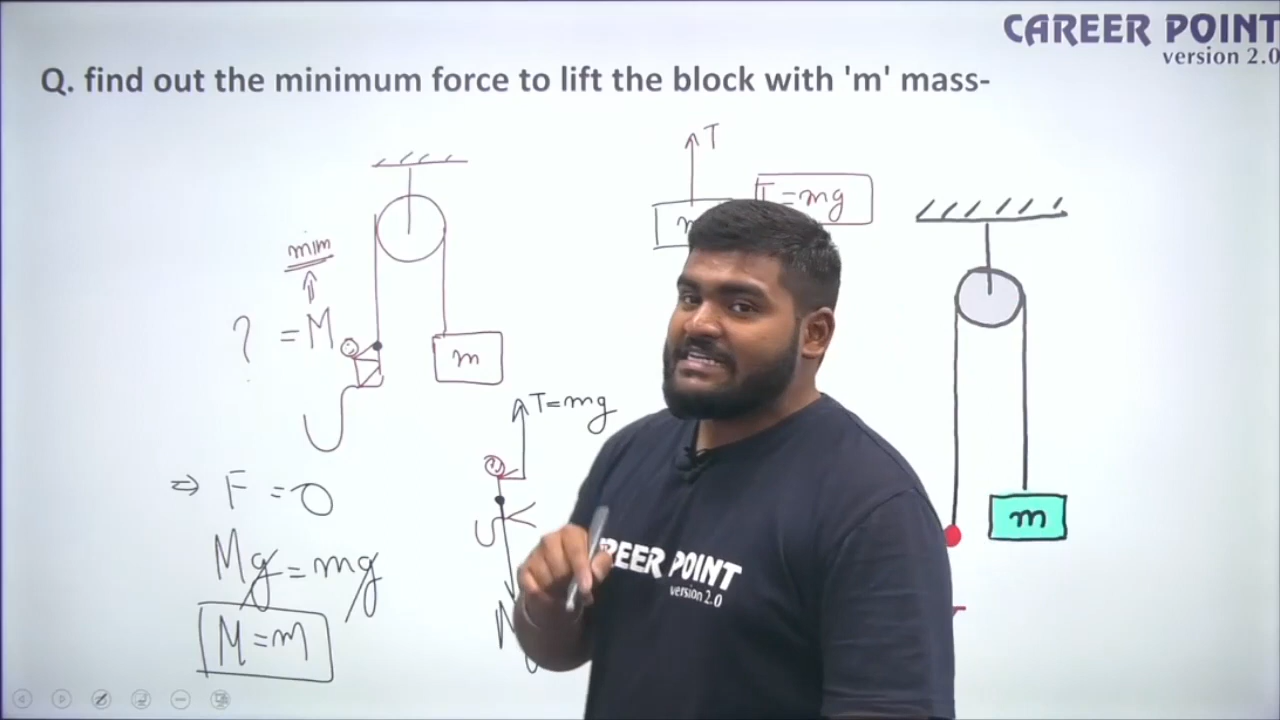 CAREER POINT
version 2.0
Q. find out the minimum force to lift the block with 'm' mass-
T
T=mg
m
min
? = M
m
T=mg
⇒ F = 0
Mg=mg
M=m
REER POINT
version 2.0
m